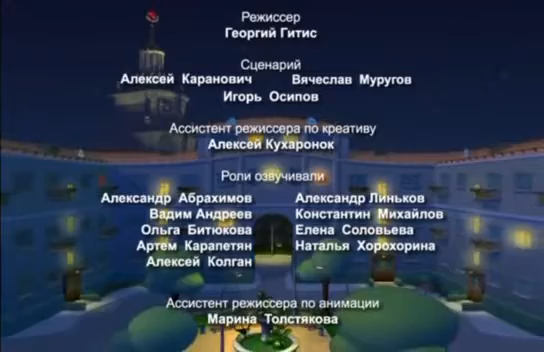 Режиссер
Георгий Гитис
Сценарий
Алексей Каранович Вячеслав Муругов
Игорь Осипов
Ассистент режиссера по креативу
Алексей Кухаронок
Роли озвучивали
Александр Абрахимов Александр Линьков
Вадим Андреев Константин Михайлов
Ольга Битюкова Елена Соловьева
Артем Карапетян Наталья Хорохорина
Алексей Колган
Ассистент режиссера по анимации
Марина Толстякова